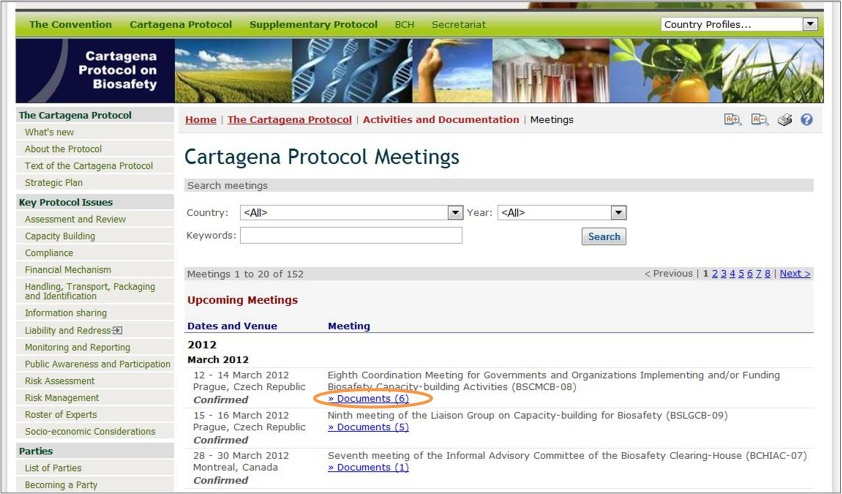 The Convention Cartagena Protocol Supplementary Protocol BCH Secretariat Country Profiles...
Cartagena
Protocol on
Biosafety
The Cartagena Protocol
What's new
About the Protocol
Text of the Cartagena Protocol
Strategic Plan
Key Protocol Issues
Assessment and Review
Capacity Building
Compliance
Financial Mechanism
Handling, Transport, Packaging
and Identification
Information sharing
Liability and Redress
Monitoring and Reporting
Public Awareness and Participation
Risk Assessment
Risk Management
Roster of Experts
Socio-economic Considerations
Parties
List of Parties
Becoming a Party
Home | The Cartagena Protocol | Activities and Documentation | Meetings
Cartagena Protocol Meetings
Search meetings
Country: <All> Year: <All>
Keywords: Search
Meetings 1 to 20 of 152 < Previous | 1 2 3 4 5 6 7 8 | Next >
Upcoming Meetings
Dates and Venue Meeting
2012
March 2012
12 - 14 March 2012 Eighth Coordination Meeting for Governments and Organizations Implementing and/or Funding
Prague, Czech Republic Biosafety Capacity-building Activities (BSCMCB-08)
Confirmed » Documents (6)
15 - 16 March 2012 Ninth meeting of the Liaison Group on Capacity-building for Biosafety (BSLGCB-09)
Prague, Czech Republic » Documents (5)
Confirmed
28 - 30 March 2012 Seventh meeting of the Informal Advisory Committee of the Biosafety Clearing-House (BCHIAC-07)
Montreal, Canada » Documents (1)
Confirmed